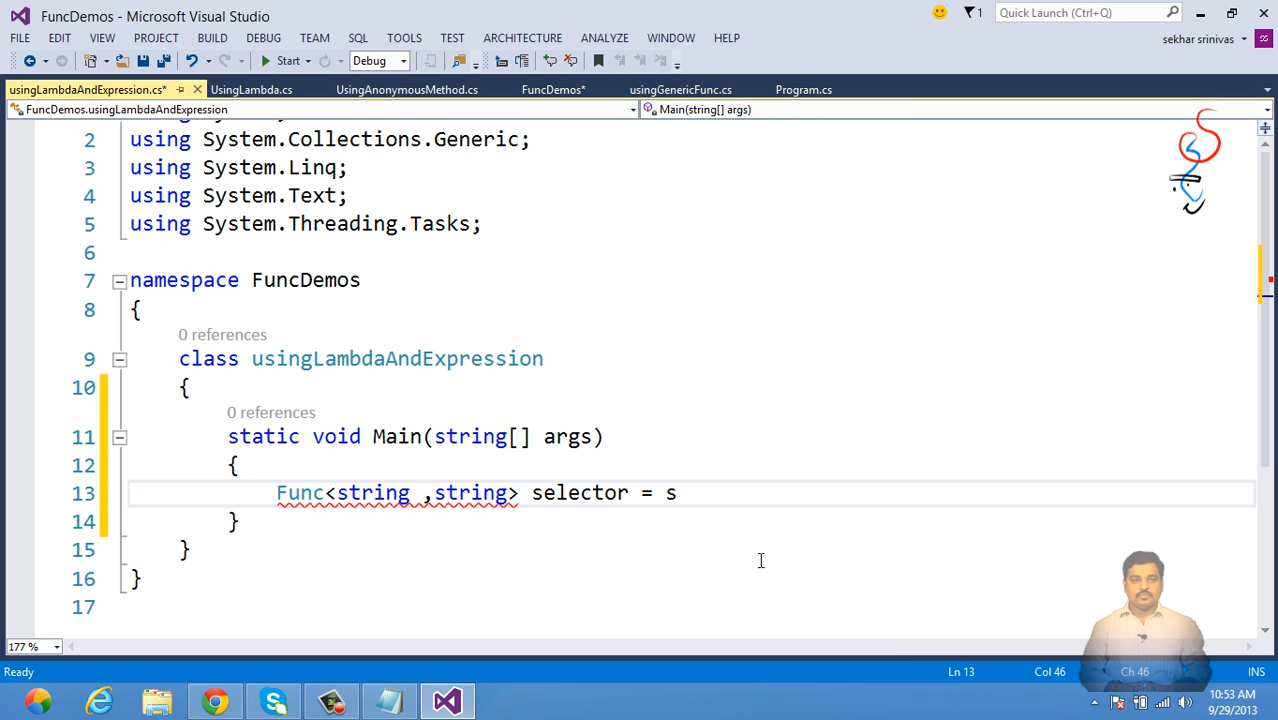 FuncDemos - Microsoft Visual Studio
1
Quick Launch (Ctrl+Q)
FILE EDIT VIEW PROJECT BUILD DEBUG TEAM SQL TOOLS TEST ARCHITECTURE ANALYZE WINDOW HELP
sekhar srinivas
Start Debug
usingLambdaAndExpression.cs* UsingLambda.cs UsingAnonymousMethod.cs FuncDemos* usingGenericFunc.cs Program.cs
FuncDemos.usingLambdaAndExpression Main(string[] args)
2 using System.Collections.Generic;
3 using System.Linq;
4 using System.Text;
5 using System.Threading.Tasks;
6
7 namespace FuncDemos
8 {
0 references
9 class usingLambdaAndExpression
10 {
0 references
11 static void Main(string[] args)
12 {
13 Func<string ,string> selector = s
14 }
15 }
16 }
17
177 %
Ready Ln 13 Col 46 Ch 46 INS
10:53 AM
9/29/2013